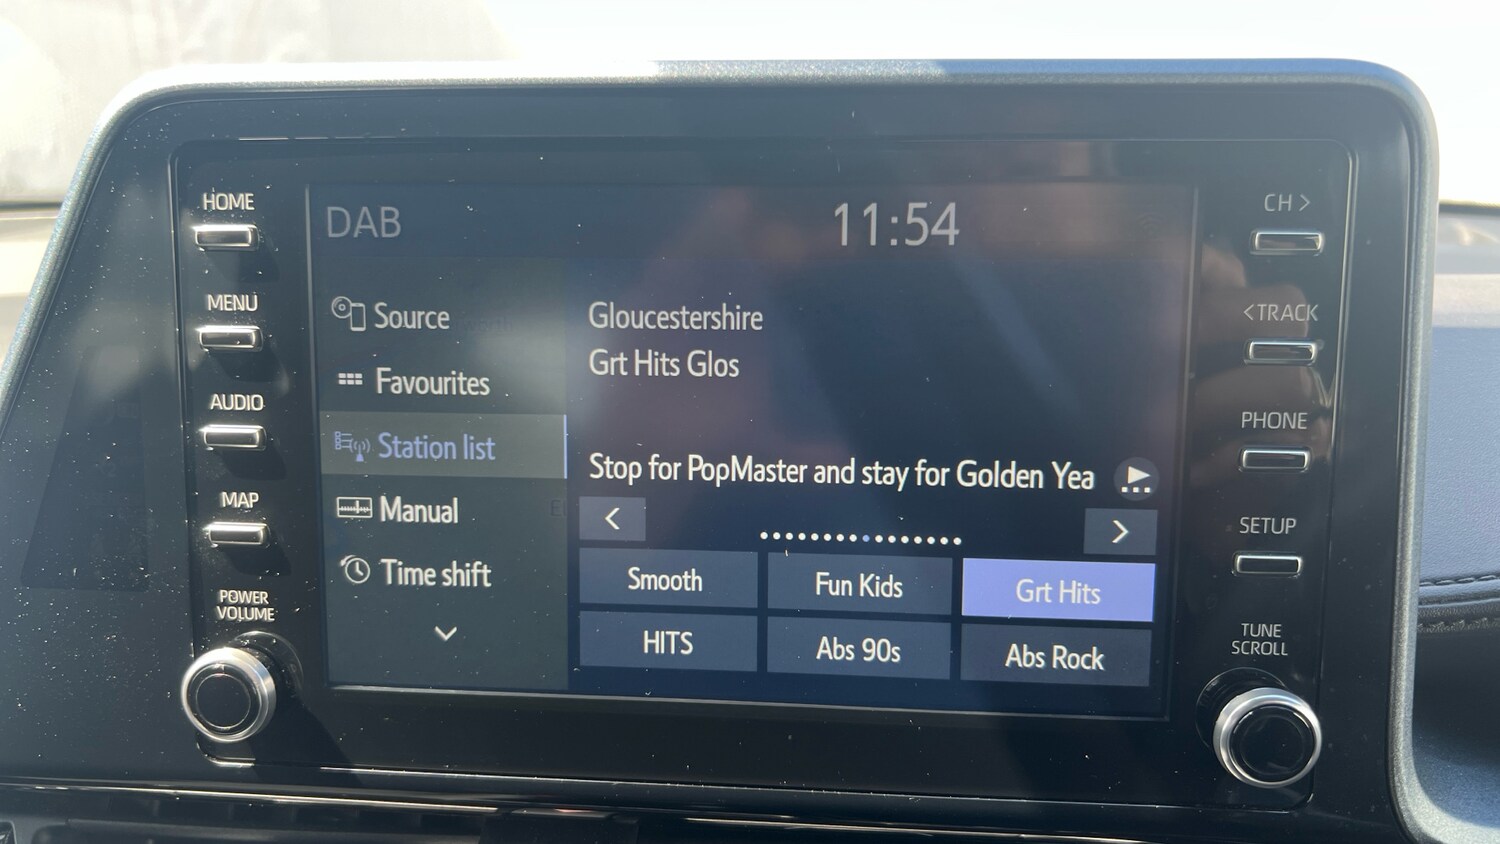 HOME
MENU
AUDIO
MAP
POWER
VOLUME
DAB
11:54
Source
Favourites
Station list
Manual
Time shift
Gloucestershire
Grt Hits Glos
Stop for PopMaster and stay for Golden Yea
<
>
Smooth
Fun Kids
Grt Hits
HITS
Abs 90s
Abs Rock
CH >
<TRACK
PHONE
SETUP
TUNE
SCROLL